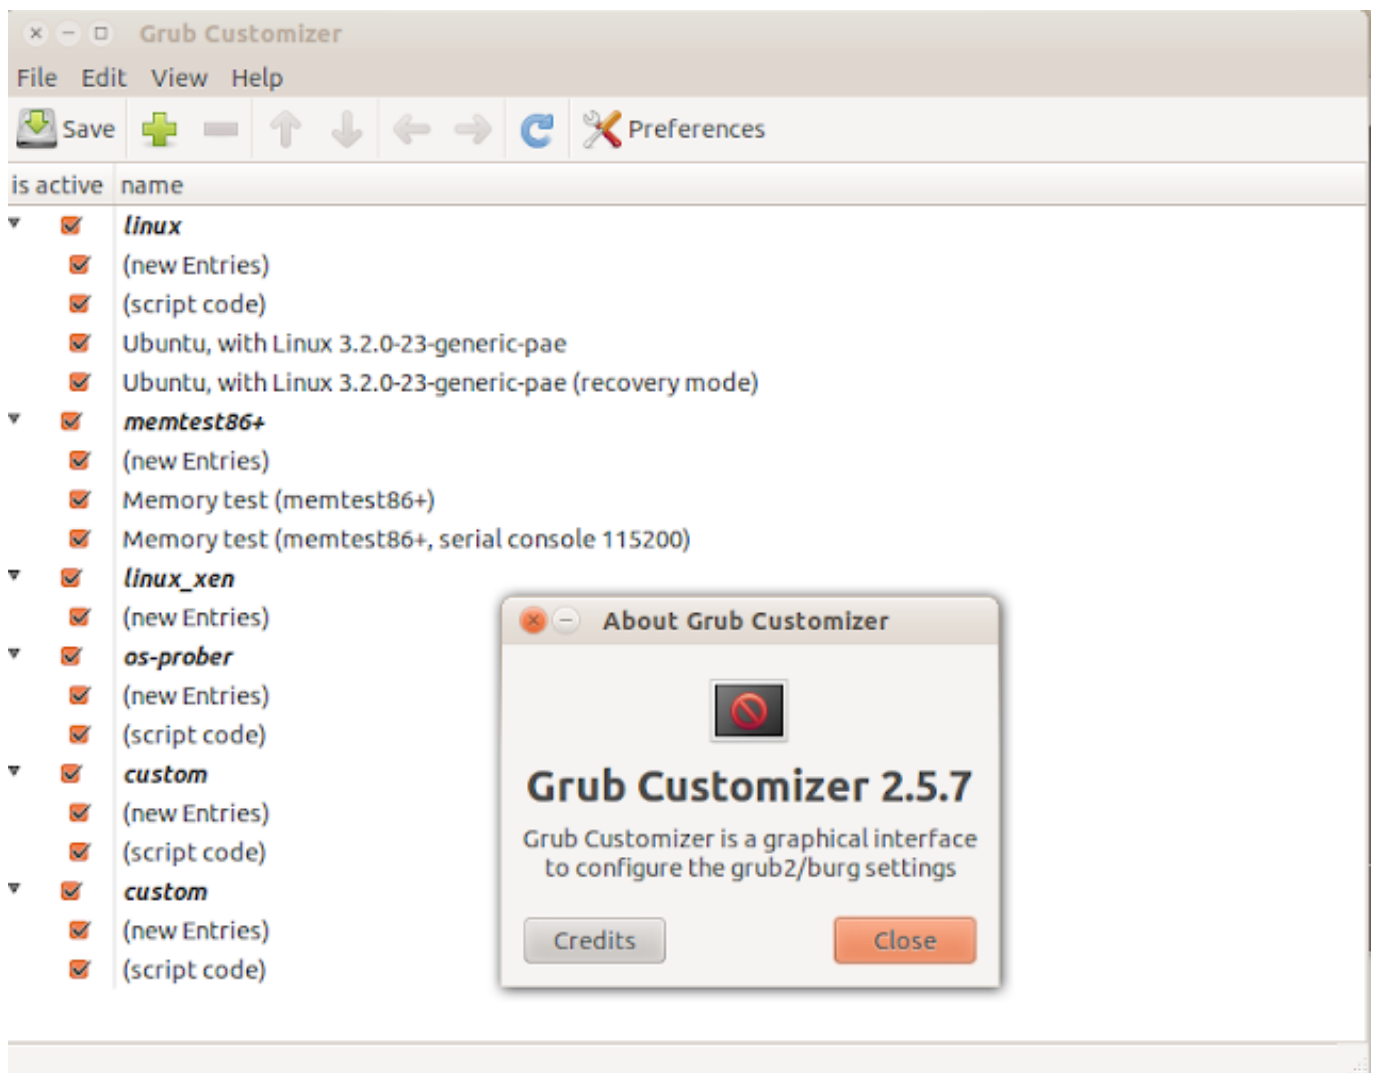 Grub Customizer
File Edit View Help
Save Preferences
is active name
linux
(new Entries)
(script code)
Ubuntu, with Linux 3.2.0-23-generic-pae
Ubuntu, with Linux 3.2.0-23-generic-pae (recovery mode)
memtest86+
(new Entries)
Memory test (memtest86+)
Memory test (memtest86+, serial console 115200)
linux_xen
(new Entries)
os-prober
(new Entries)
(script code)
custom
(new Entries)
(script code)
custom
(new Entries)
(script code)
About Grub Customizer
Grub Customizer 2.5.7
Grub Customizer is a graphical interface
to configure the grub2/burg settings
Credits Close